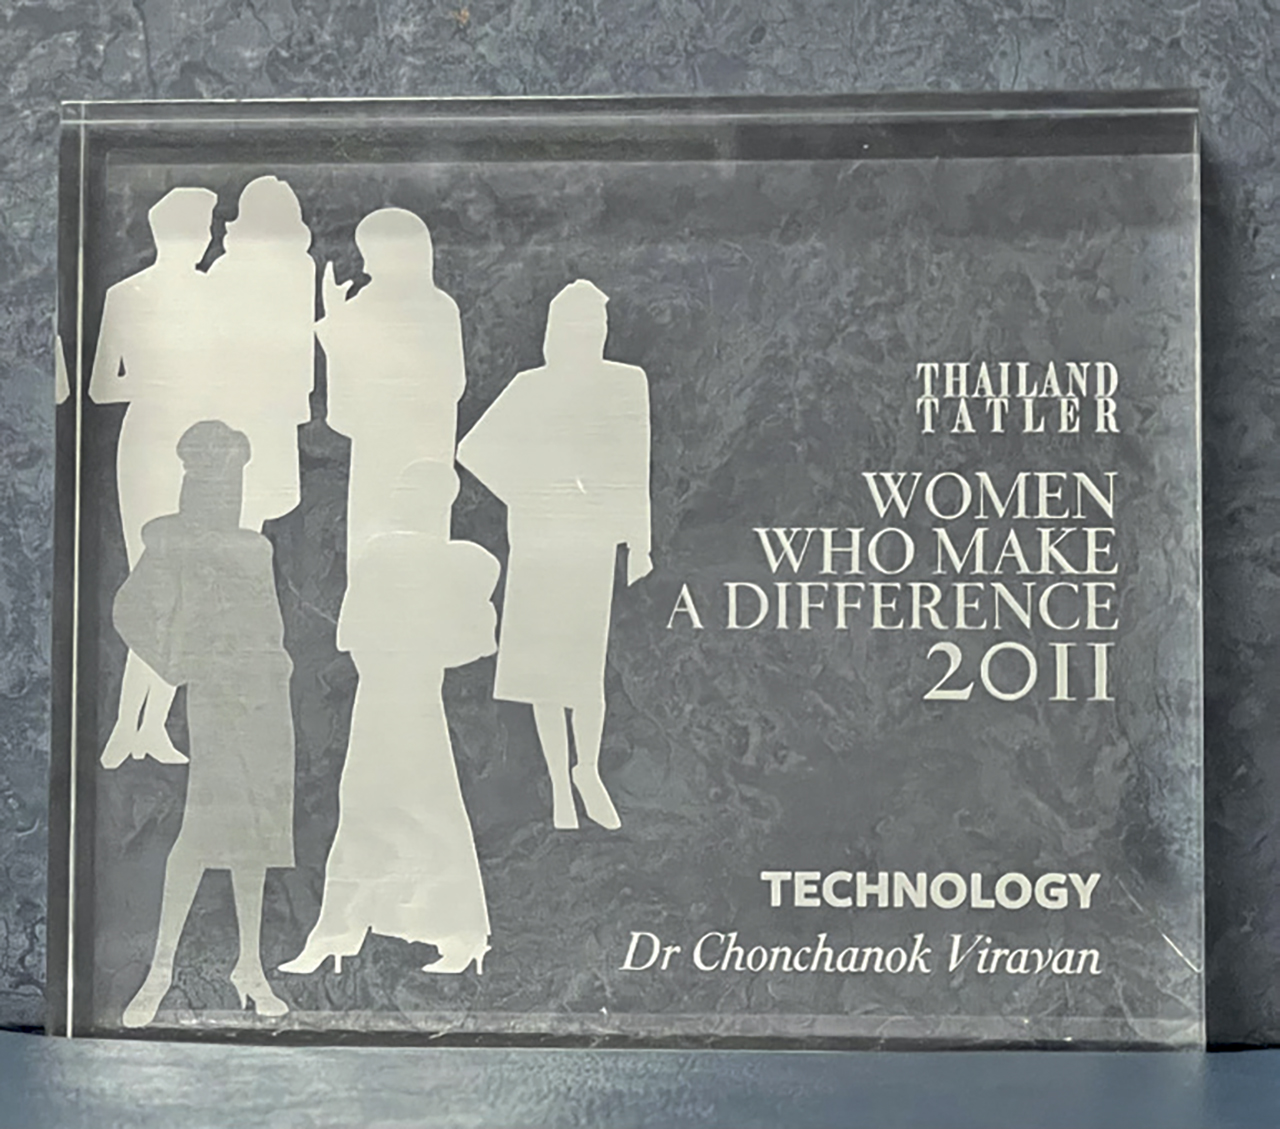 THAILAND
TATLER
WOMEN
WHO MAKE
A DIFFERENCE
2011
TECHNOLOGY
Dr Chonchanok Viravan